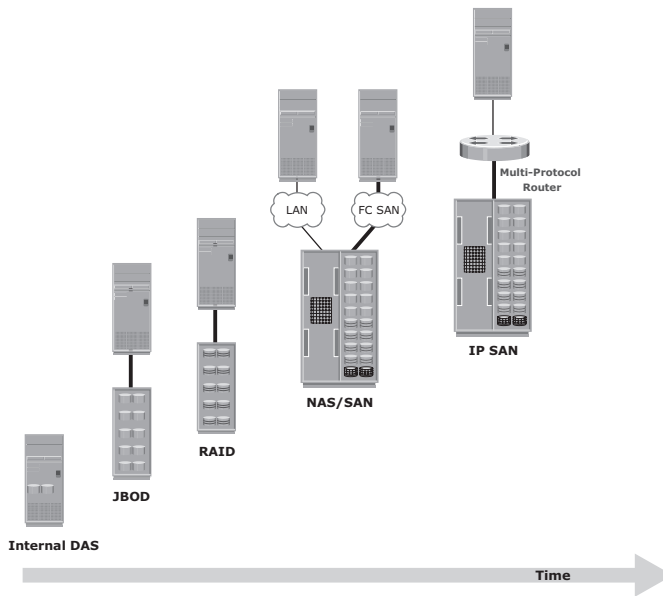 Multi-Protocol
Router
LAN
FC SAN
IP SAN
NAS/SAN
RAID
JBOD
Internal DAS
Time